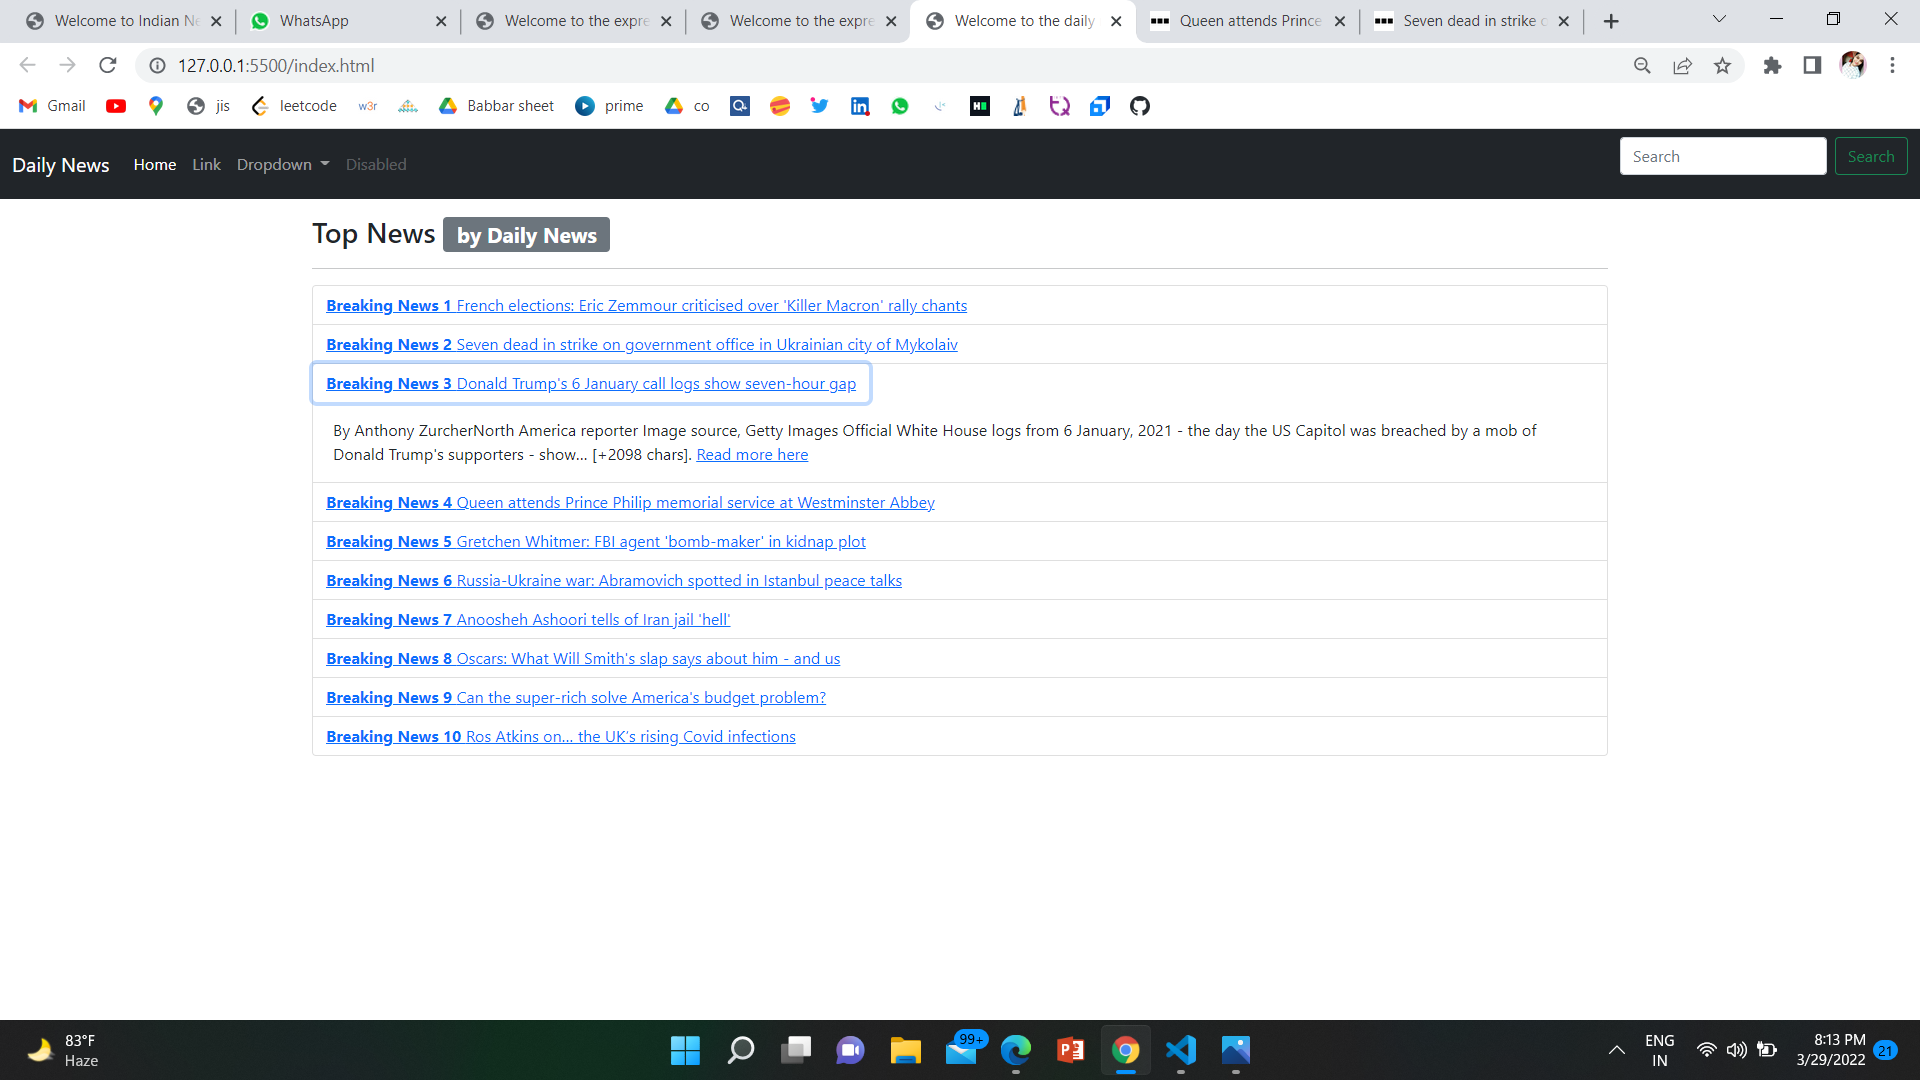 Welcome to Indian Ne
WhatsApp
Welcome to the expre
Welcome to the expre
Welcome to the daily
Queen attends Prince
Seven dead in strike o
127.0.0.1:5500/index.html
Gmail
jis
leetcode
w3r
Babbar sheet
prime
co
Daily News
Home
Link
Dropdown
Disabled
Search
Search
Top News by Daily News
Breaking News 1 French elections: Eric Zemmour criticised over 'Killer Macron' rally chants
Breaking News 2 Seven dead in strike on government office in Ukrainian city of Mykolaiv
Breaking News 3 Donald Trump's 6 January call logs show seven-hour gap
By Anthony ZurcherNorth America reporter Image source, Getty Images Official White House logs from 6 January, 2021 - the day the US Capitol was breached by a mob of
Donald Trump's supporters - show… [+2098 chars]. Read more here
Breaking News 4 Queen attends Prince Philip memorial service at Westminster Abbey
Breaking News 5 Gretchen Whitmer: FBI agent 'bomb-maker' in kidnap plot
Breaking News 6 Russia-Ukraine war: Abramovich spotted in Istanbul peace talks
Breaking News 7 Anoosheh Ashoori tells of Iran jail 'hell'
Breaking News 8 Oscars: What Will Smith's slap says about him - and us
Breaking News 9 Can the super-rich solve America's budget problem?
Breaking News 10 Ros Atkins on… the UK's rising Covid infections
83°F
Haze
99+
ENG
IN
8:13 PM
3/29/2022
21